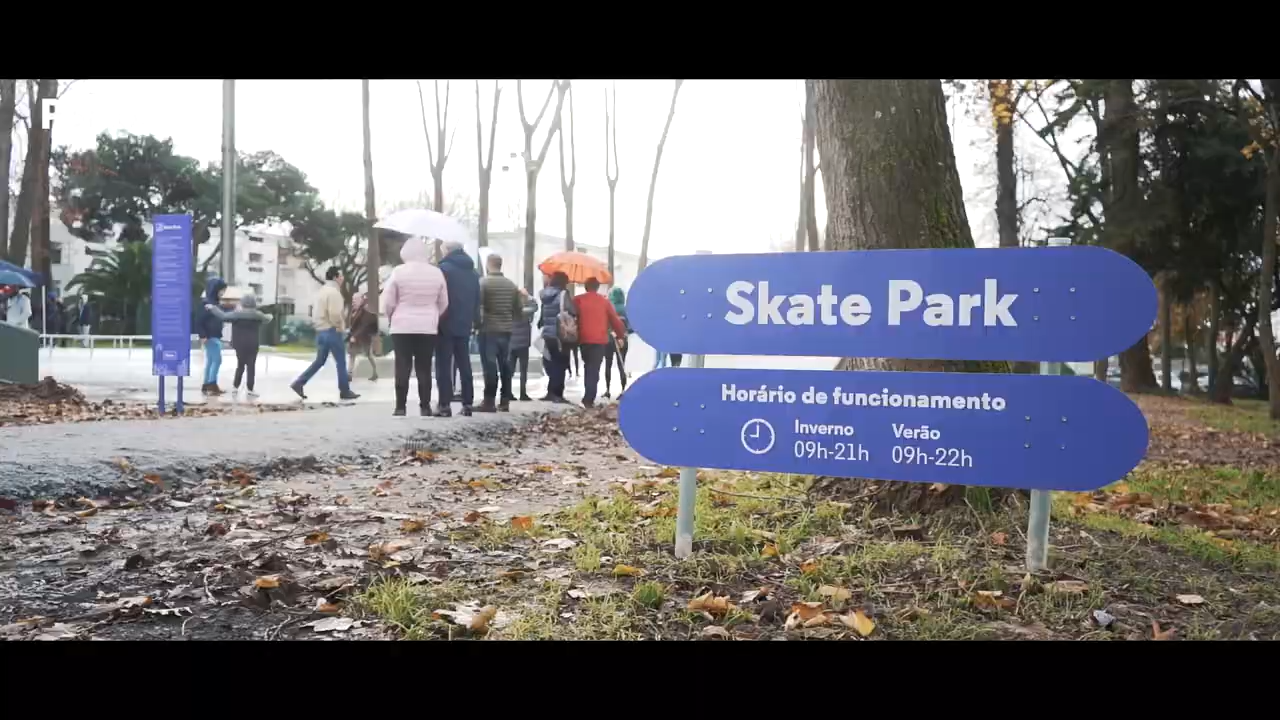 P
Skate Park
Horário de funcionamento
Inverno Verão
09h-21h 09h-22h